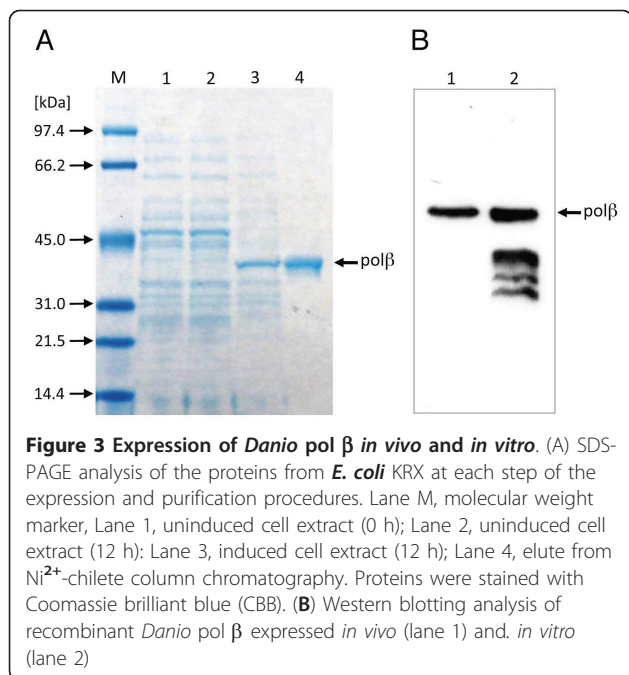 A
B
M 1 2 3 4
1 2
[kDa]
97.4
66.2
45.0
31.0
21.5
14.4
polβ
polβ
Figure 3 Expression of Danio pol β in vivo and in vitro. (A) SDS-
PAGE analysis of the proteins from E. coli KRX at each step of the
expression and purification procedures. Lane M, molecular weight
marker, Lane 1, uninduced cell extract (0 h); Lane 2, uninduced cell
extract (12 h): Lane 3, induced cell extract (12 h); Lane 4, elute from
Ni2+-chilete column chromatography. Proteins were stained with
Coomassie brilliant blue (CBB). (B) Western blotting analysis of
recombinant Danio pol β expressed in vivo (lane 1) and. in vitro
(lane 2)